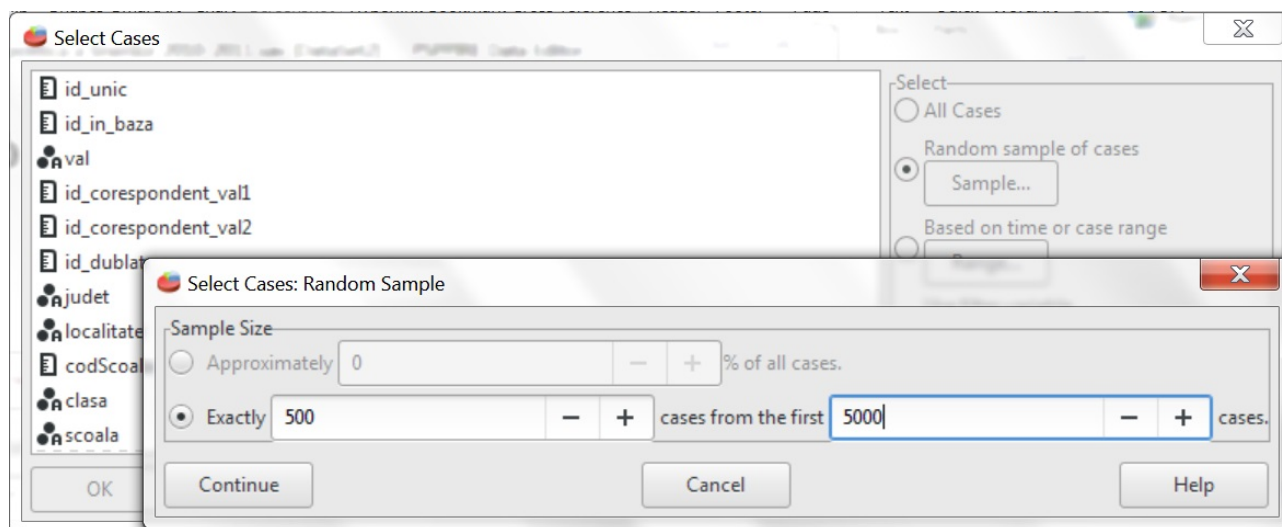 Select Cases
id_unic
id_in_baza
val
id_corespondent_val1
id_corespondent_val2
id_dublat
judet
localitate
codScoal
clasa
scoala
OK
Select
All Cases
Random sample of cases
Sample...
Based on time or case range
Range...
Select Cases: Random Sample
Sample Size
Approximately 0 % of all cases.
Exactly 500 cases from the first 5000 cases.
Continue Cancel Help